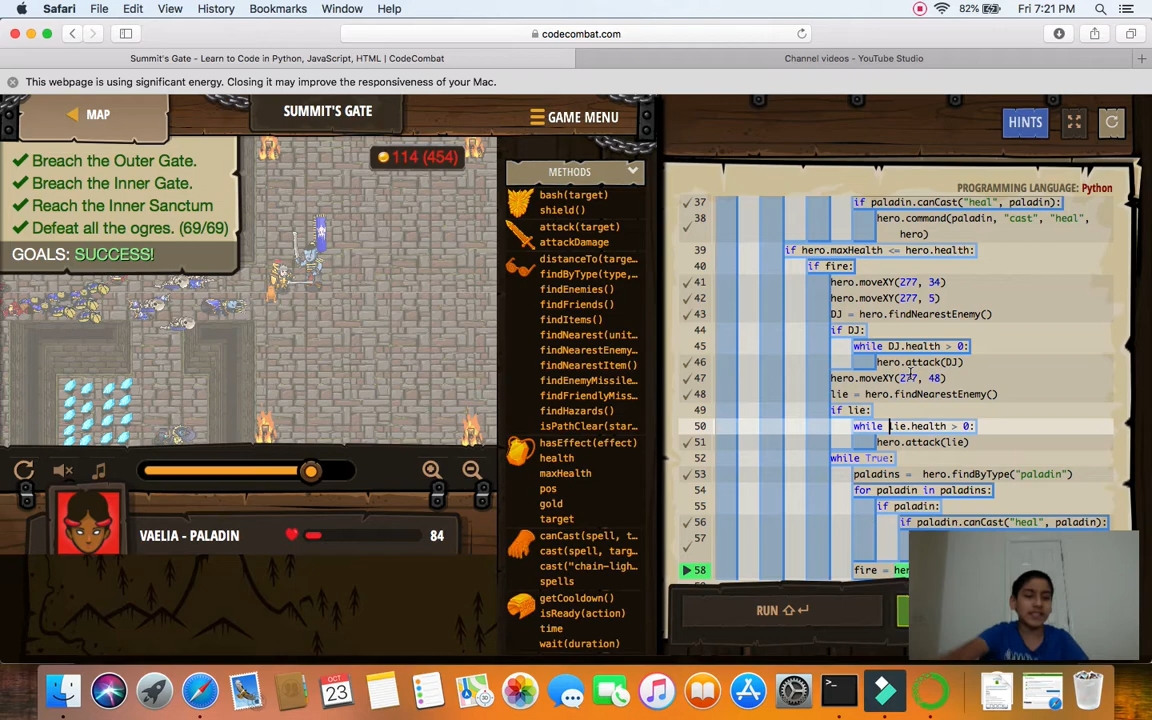 Safari File Edit View History Bookmarks Window Help
82% Fri 7:21 PM
codecombat.com
Summit's Gate - Learn to Code in Python, JavaScript, HTML | CodeCombat
Channel videos - YouTube Studio
This webpage is using significant energy. Closing it may improve the responsiveness of your Mac.
MAP
SUMMIT'S GATE
GAME MENU
HINTS
Breach the Outer Gate.
Breach the Inner Gate.
Reach the Inner Sanctum
Defeat all the ogres. (69/69)
GOALS: SUCCESS!
114 (454)
VAELIA - PALADIN
84
METHODS
bash(target)
shield()
attack(target)
attackDamage
distanceTo(targe…
findByType(type,…
findEnemies()
findFriends()
findItems()
findNearest(unit…
findNearestEnemy…
findNearestItem()
findEnemyMissile…
findFriendlyMiss…
findHazards()
isPathClear(star…
hasEffect(effect)
health
maxHealth
pos
gold
target
canCast(spell, t…
cast(spell, targ…
cast("chain-ligh…
spells
getCooldown()
isReady(action)
time
wait(duration)
PROGRAMMING LANGUAGE: Python
37 if paladin.canCast("heal", paladin):
38 hero.command(paladin, "cast", "heal",
hero)
39 if hero.maxHealth <= hero.health:
40 if fire:
41 hero.moveXY(277, 34)
42 hero.moveXY(277, 5)
43 DJ = hero.findNearestEnemy()
44 if DJ:
45 while DJ.health > 0:
46 hero.attack(DJ)
47 hero.moveXY(277, 48)
48 lie = hero.findNearestEnemy()
49 if lie:
50 while lie.health > 0:
51 hero.attack(lie)
52 while True:
53 paladins = hero.findByType("paladin")
54 for paladin in paladins:
55 if paladin:
56 if paladin.canCast("heal", paladin):
57
58 fire = her
RUN
OCT
23